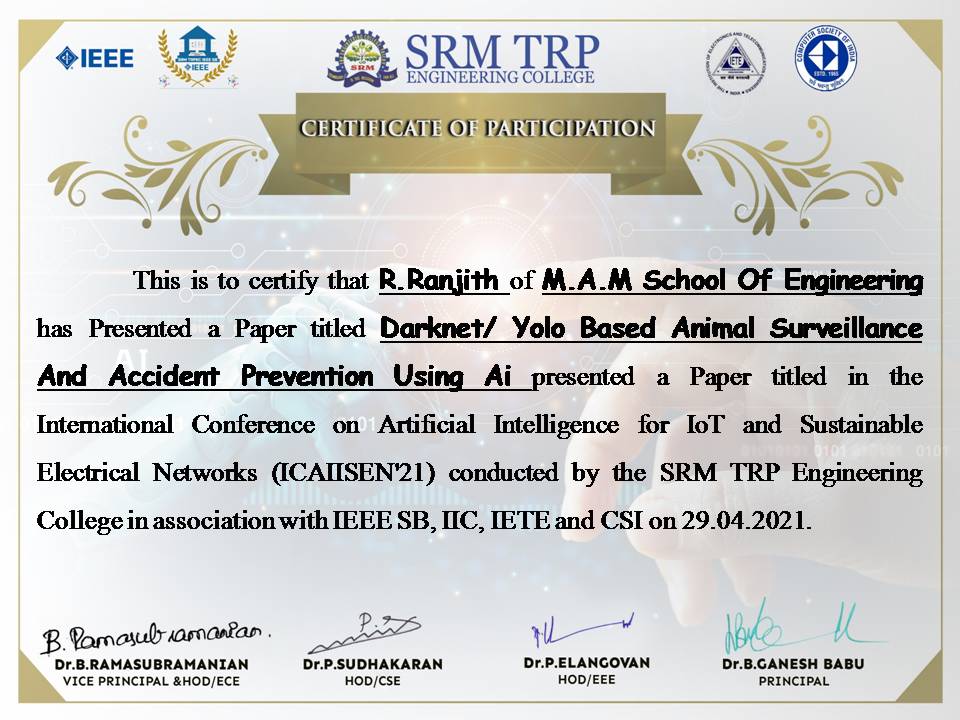 IEEE
SRM TRPEC IEEE SB
IEEE
SRM
SRM TRP
ENGINEERING COLLEGE
IETE
COMPUTER SOCIETY OF INDIA
ESTD. 1965
CERTIFICATE OF PARTICIPATION
This is to certify that R.Ranjith of M.A.M School Of Engineering
has Presented a Paper titled Darknet/ Yolo Based Animal Surveillance
And Accident Prevention Using Ai presented a Paper titled in the
International Conference on Artificial Intelligence for IoT and Sustainable
Electrical Networks (ICAIISEN'21) conducted by the SRM TRP Engineering
College in association with IEEE SB, IIC, IETE and CSI on 29.04.2021.
B. Ramasubramanian.
Dr.B.RAMASUBRAMANIAN
VICE PRINCIPAL &HOD/ECE
Dr.P.SUDHAKARAN
HOD/CSE
Dr.P.ELANGOVAN
HOD/EEE
Dr.B.GANESH BABU
PRINCIPAL